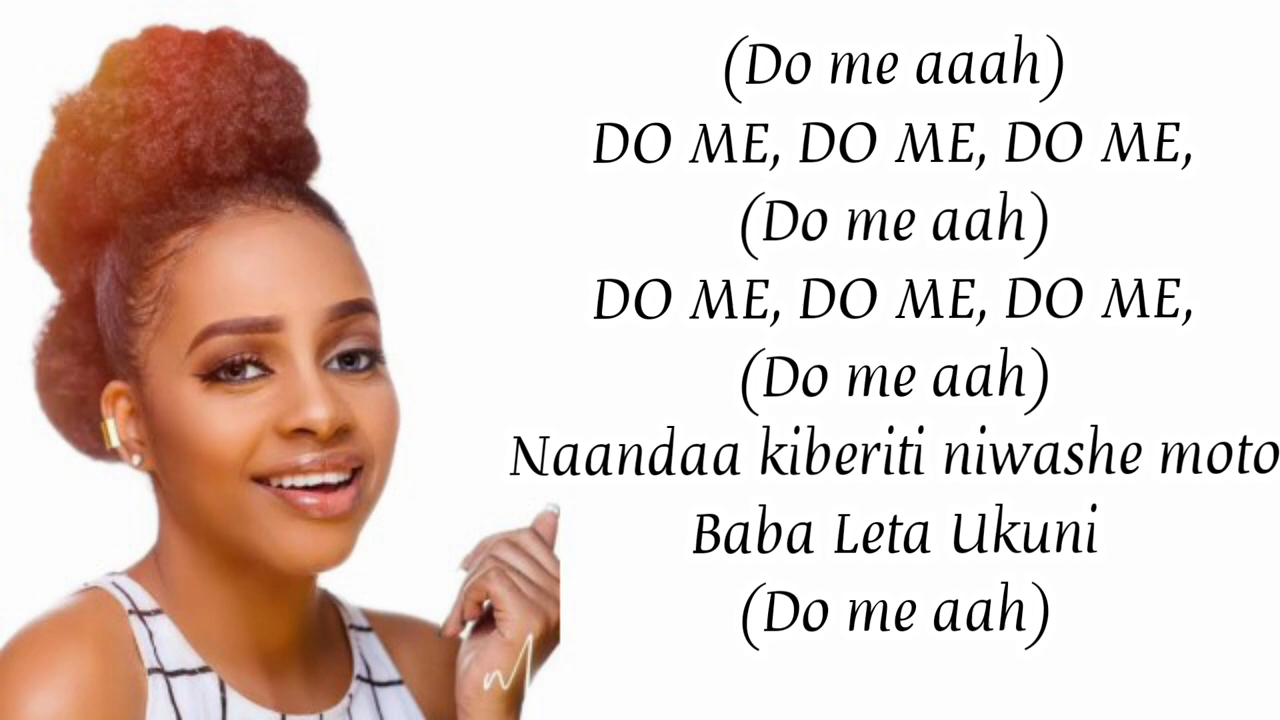 (Do me aaah)
DO ME, DO ME, DO ME,
(Do me aah)
DO ME, DO ME, DO ME,
(Do me aah)
Naandaa kiberiti niwashe moto
Baba Leta Ukuni
(Do me aah)